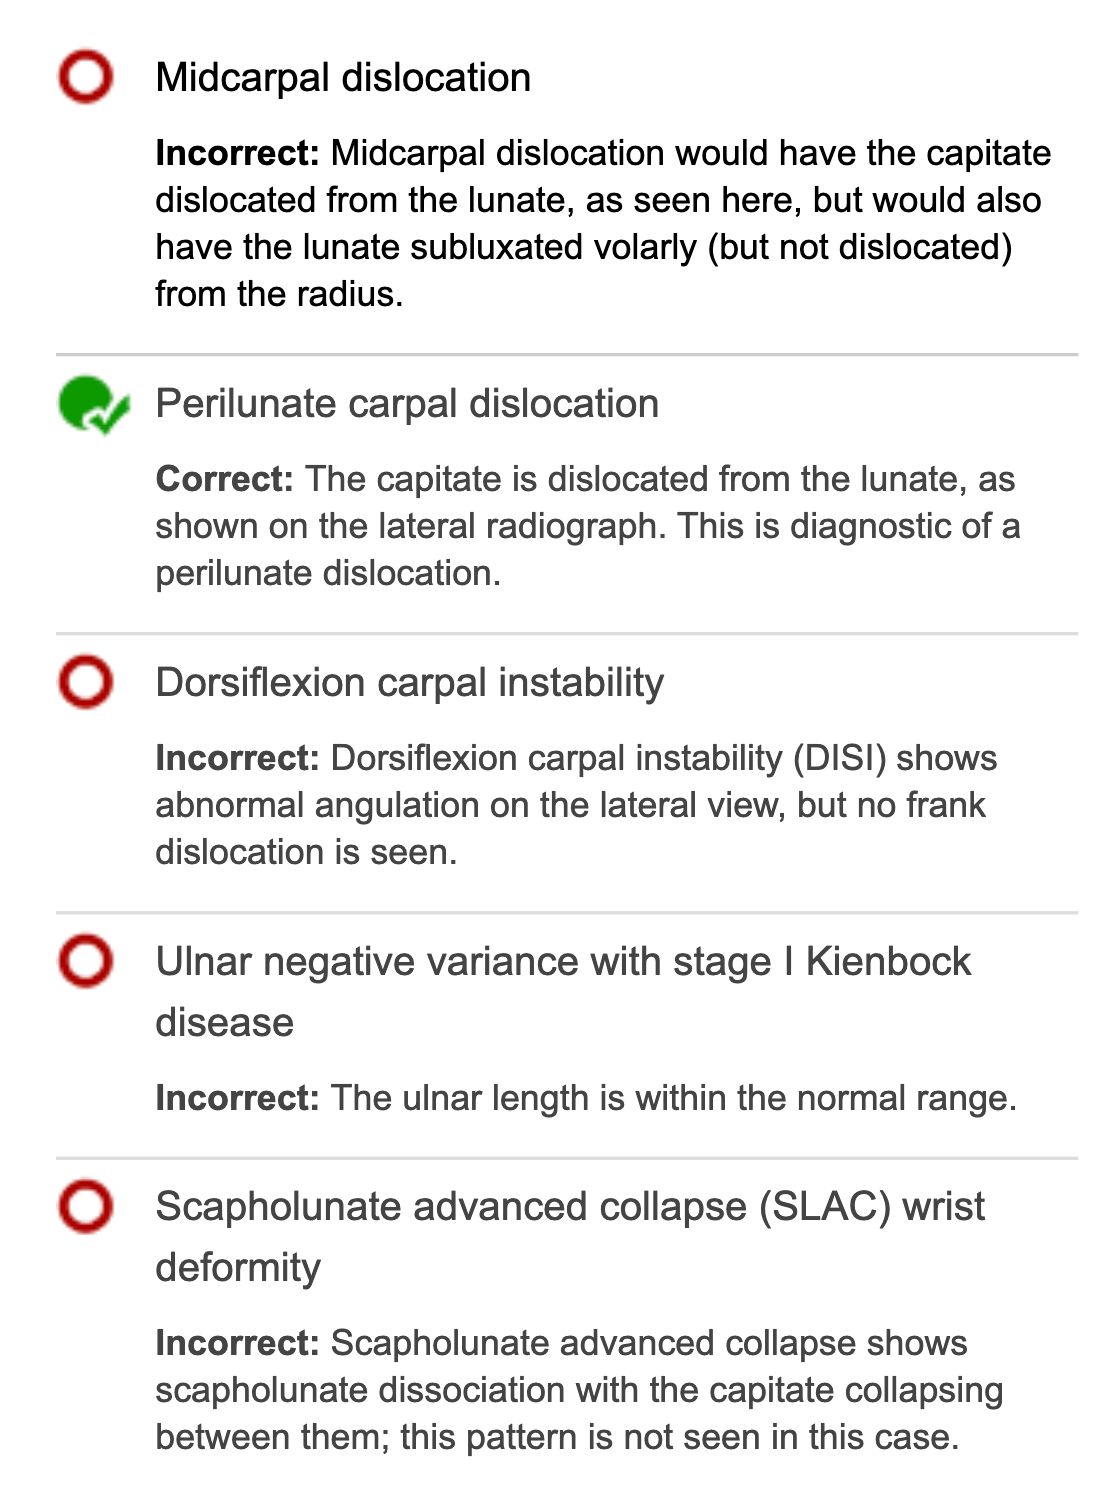 Midcarpal dislocation
Incorrect: Midcarpal dislocation would have the capitate
dislocated from the lunate, as seen here, but would also
have the lunate subluxated volarly (but not dislocated)
from the radius.
Perilunate carpal dislocation
Correct: The capitate is dislocated from the lunate, as
shown on the lateral radiograph. This is diagnostic of a
perilunate dislocation.
Dorsiflexion carpal instability
Incorrect: Dorsiflexion carpal instability (DISI) shows
abnormal angulation on the lateral view, but no frank
dislocation is seen.
Ulnar negative variance with stage I Kienbock
disease
Incorrect: The ulnar length is within the normal range.
Scapholunate advanced collapse (SLAC) wrist
deformity
Incorrect: Scapholunate advanced collapse shows
scapholunate dissociation with the capitate collapsing
between them; this pattern is not seen in this case.